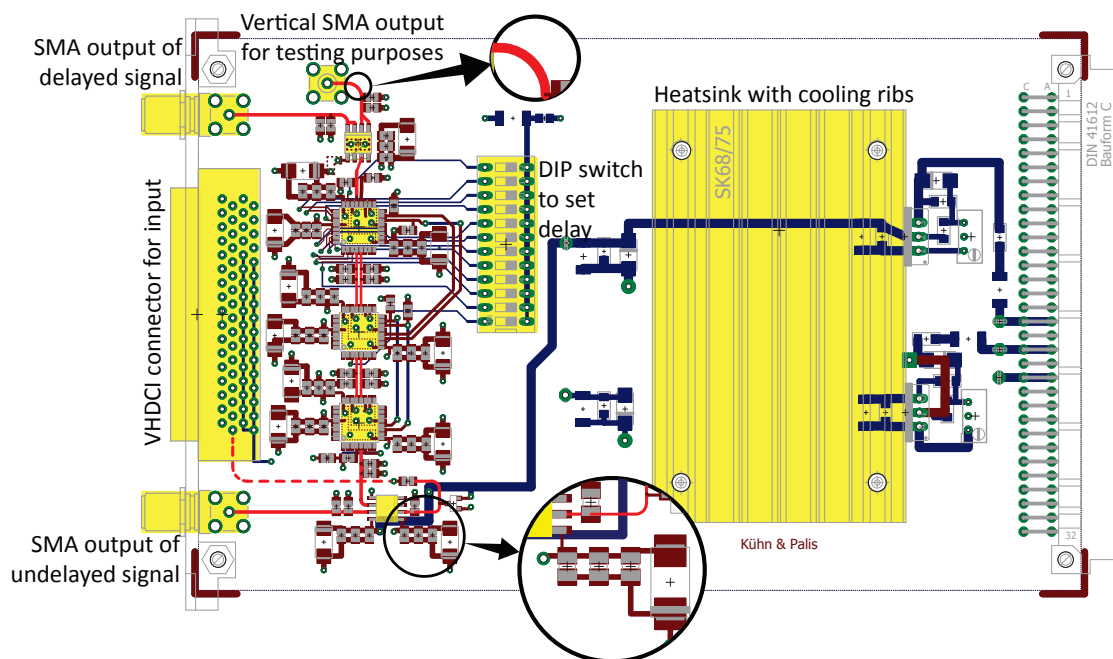 Vertical SMA output
for testing purposes
SMA output of
delayed signal
Heatsink with cooling ribs
C A
1
DIN 41612
Bauform C
SK68/75
DIP switch
to set
delay
VHDCI connector for input
SMA output of
undelayed signal
Kühn & Palis
32